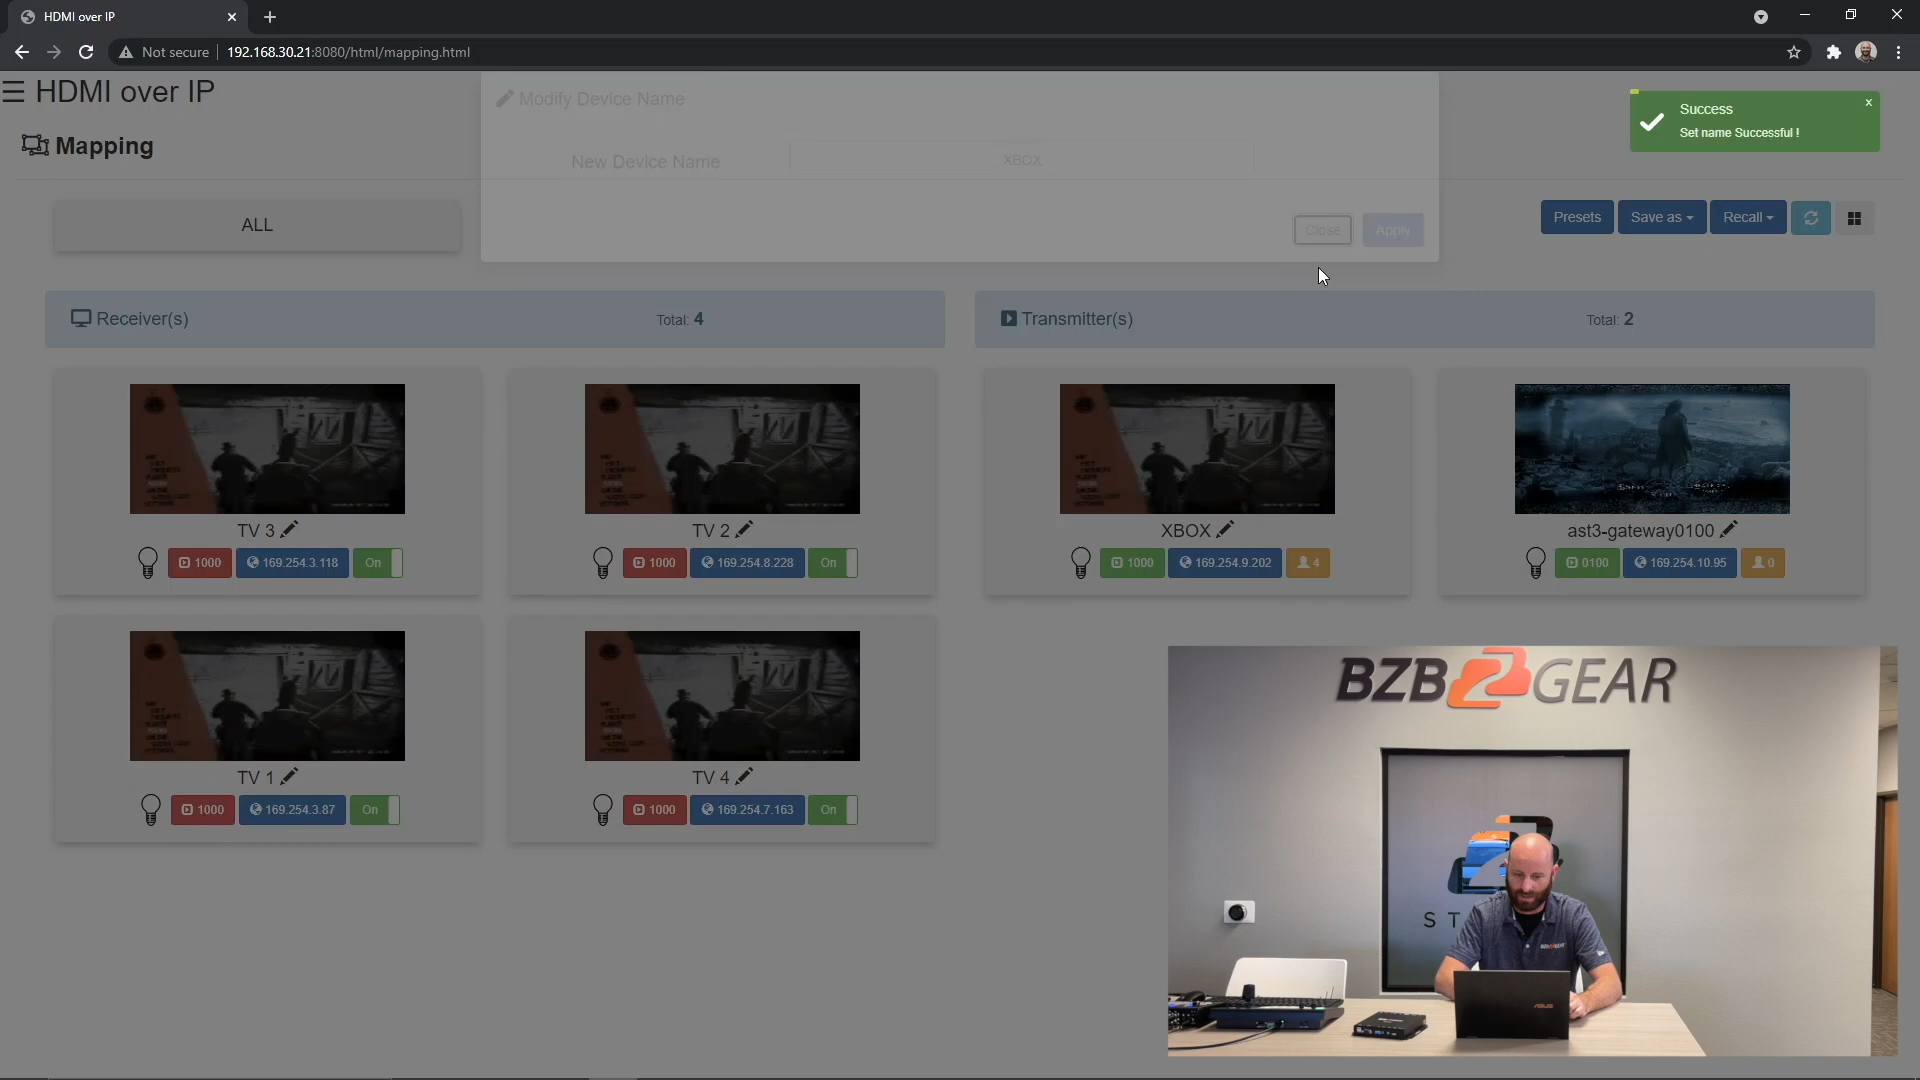 HDMI over IP
Not secure
192.168.30.21:8080/html/mapping.html
HDMI over IP
Modify Device Name
Success
Set name Successful !
x
Mapping
New Device Name
XBOX
ALL
Close
Apply
Presets
Save as
Recall
Receiver(s)
Total: 4
Transmitter(s)
Total: 2
TV 3
1000
169.254.3.118
On
TV 2
1000
169.254.8.228
On
XBOX
1000
169.254.9.202
4
ast3-gateway0100
0100
169.254.10.95
0
TV 1
1000
169.254.3.87
On
TV 4
1000
169.254.7.163
On
BZBGEAR
ST
BZBGEAR
ASUS